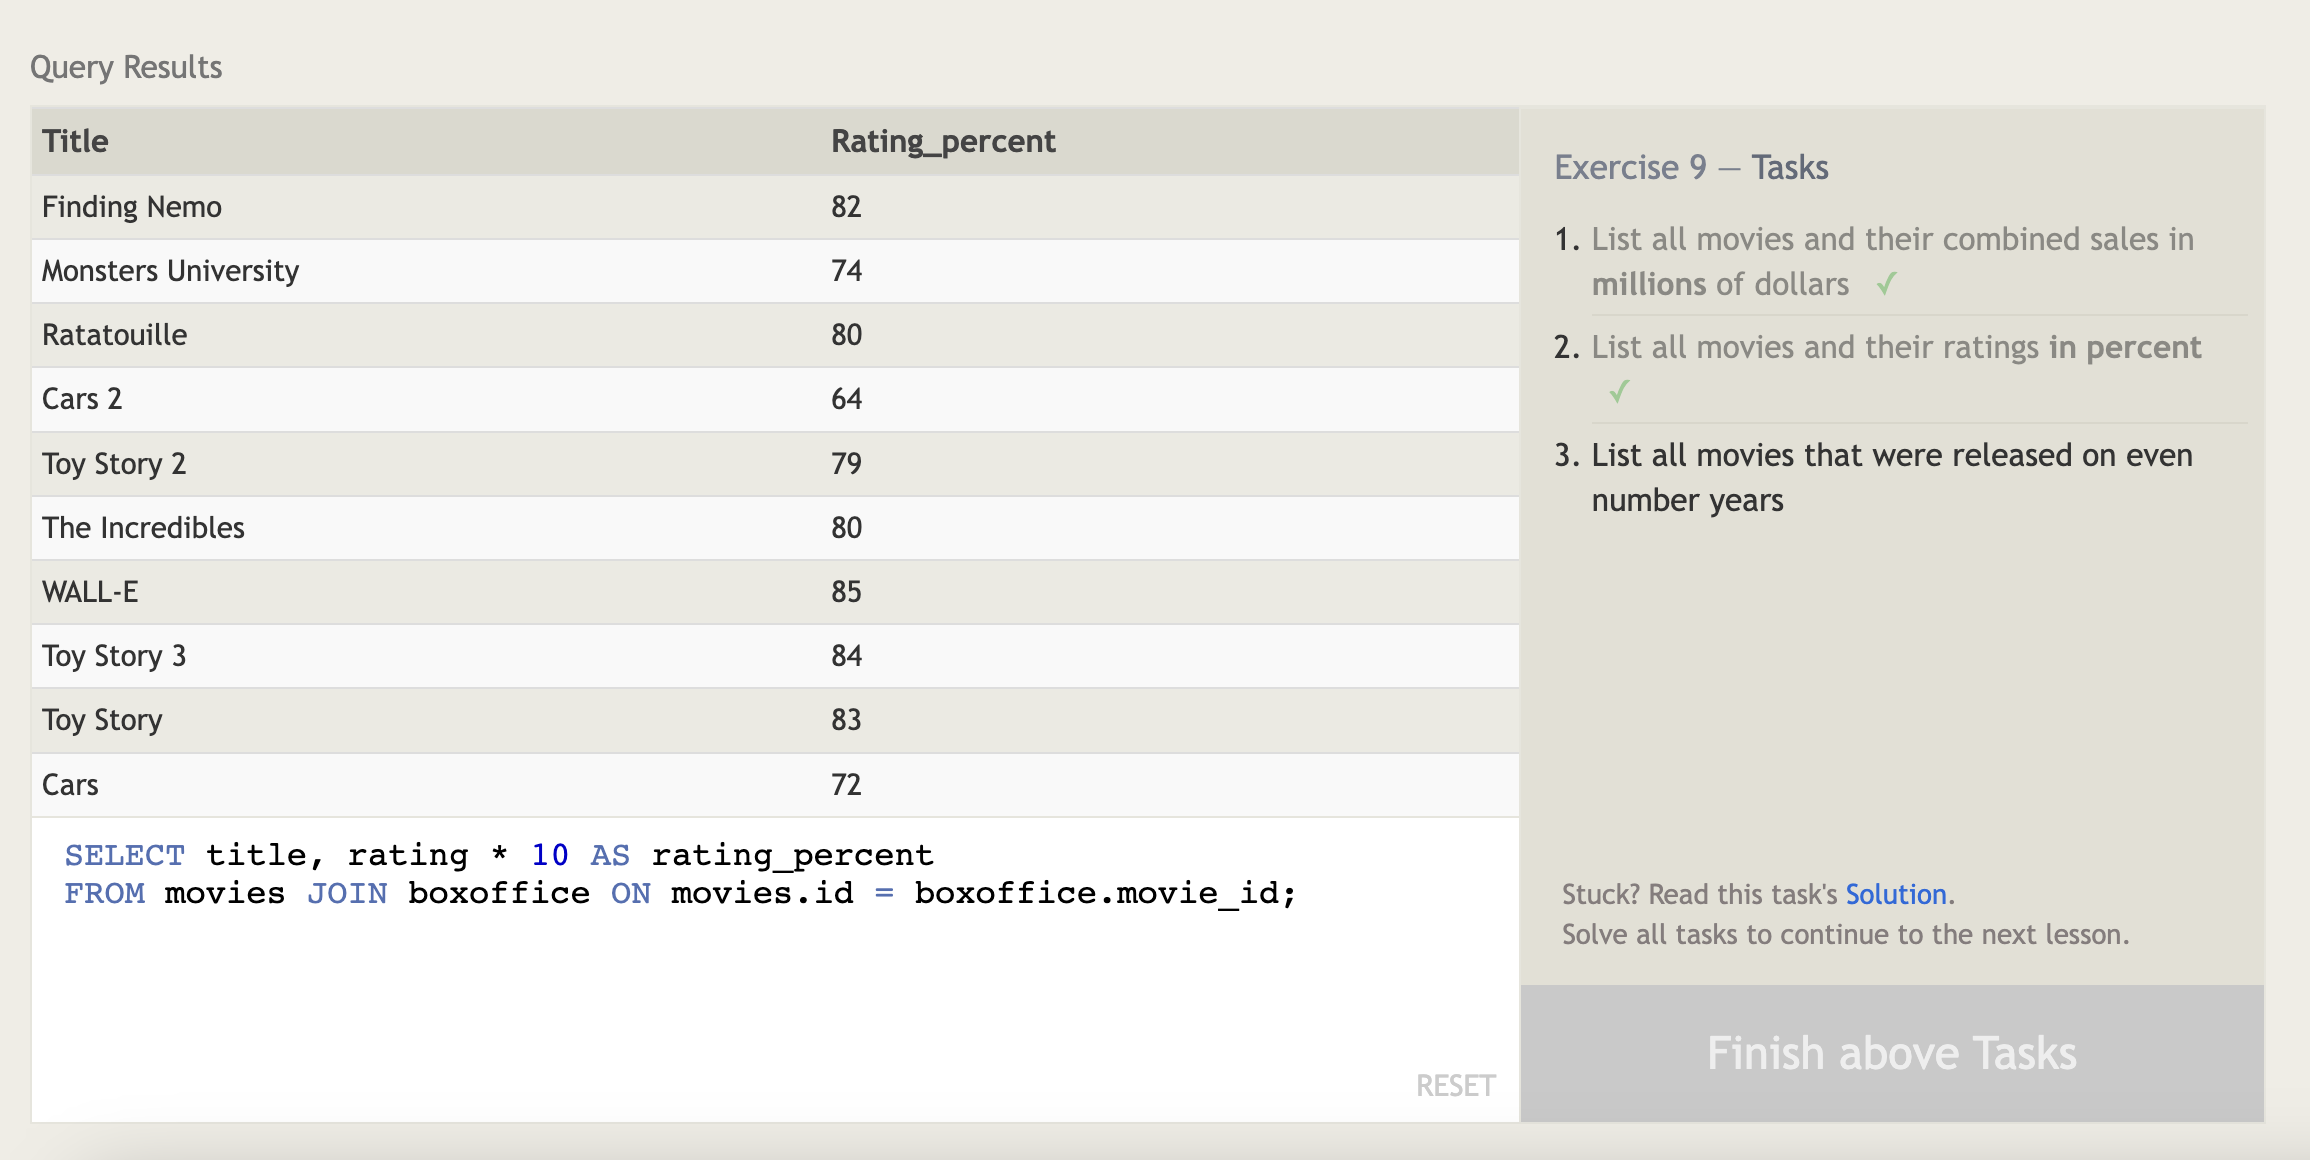 Query Results
Title Rating_percent
Finding Nemo 82
Monsters University 74
Ratatouille 80
Cars 2 64
Toy Story 2 79
The Incredibles 80
WALL-E 85
Toy Story 3 84
Toy Story 83
Cars 72
SELECT title, rating * 10 AS rating_percent
FROM movies JOIN boxoffice ON movies.id = boxoffice.movie_id;
RESET
Exercise 9 — Tasks
1. List all movies and their combined sales in
millions of dollars ✓
2. List all movies and their ratings in percent
✓
3. List all movies that were released on even
number years
Stuck? Read this task's Solution.
Solve all tasks to continue to the next lesson.
Finish above Tasks